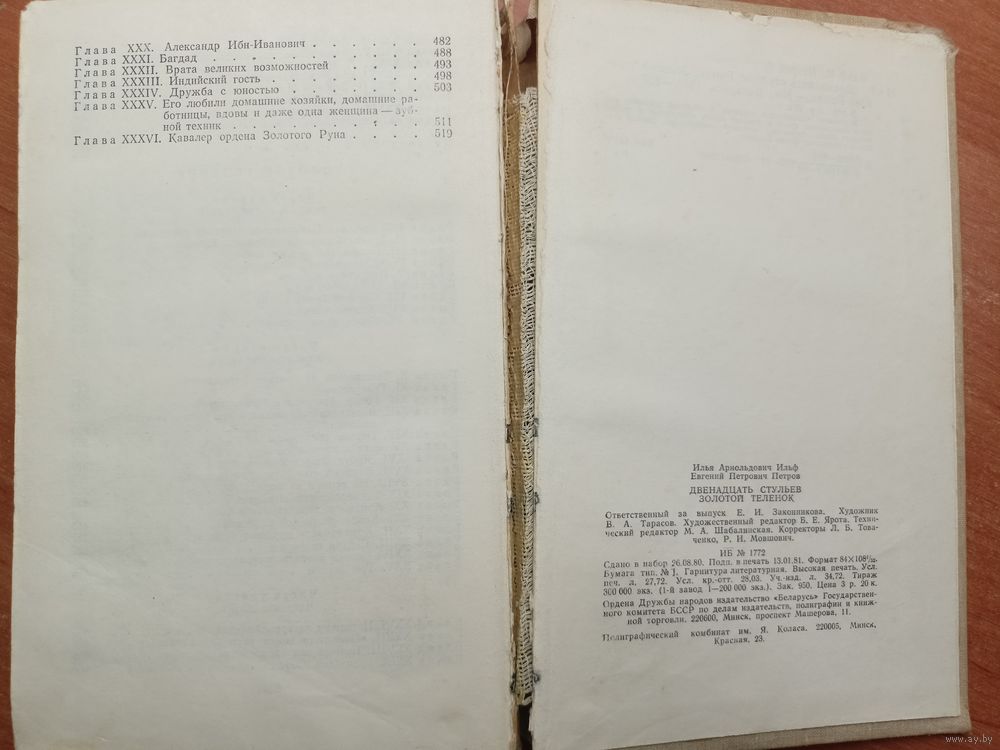 Глава XXX. Александр Ибн-Иванович . . . . . . 482
Глава XXXI. Багдад . . . . . . . . . . 488
Глава XXXII. Врата великих возможностей . . . . 493
Глава XXXIII. Индийский гость . . . . . . . 498
Глава XXXIV. Дружба с юностью . . . . . . 503
Глава XXXV. Его любили домашние хозяйки, домашние ра-
ботницы, вдовы и даже одна женщина — зуб-
ной техник . . . . . . . . . 511
Глава XXXVI. Кавалер ордена Золотого Руна . . . . 519
Илья Арнольдович Ильф
Евгений Петрович Петров
ДВЕНАДЦАТЬ СТУЛЬЕВ
ЗОЛОТОЙ ТЕЛЕНОК
Ответственный за выпуск Е. И. Законникова. Художник
В. А. Тарасов. Художественный редактор Б. Е. Ярота. Техни-
ческий редактор М. А. Шабалинская. Корректоры Л. Б. Това-
ченко, Р. И. Мовшович.
ИБ № 1772
Сдано в набор 26.08.80. Подп. в печать 13.01.81. Формат 84×108¹/₃₂.
Бумага тип. № 1. Гарнитура литературная. Высокая печать. Усл.
печ. л. 27,72. Усл. кр.-отт. 28,03. Уч.-изд. л. 34,72. Тираж
300 000 экз. (1-й завод 1—200 000 экз.). Зак. 950. Цена 3 р. 20 к.
Ордена Дружбы народов издательство «Беларусь» Государствен-
ного комитета БССР по делам издательств, полиграфии и книж-
ной торговли. 220600, Минск, проспект Машерова, 11.
Полиграфический комбинат им. Я. Коласа. 220005, Минск,
Красная, 23.
www.ay.by